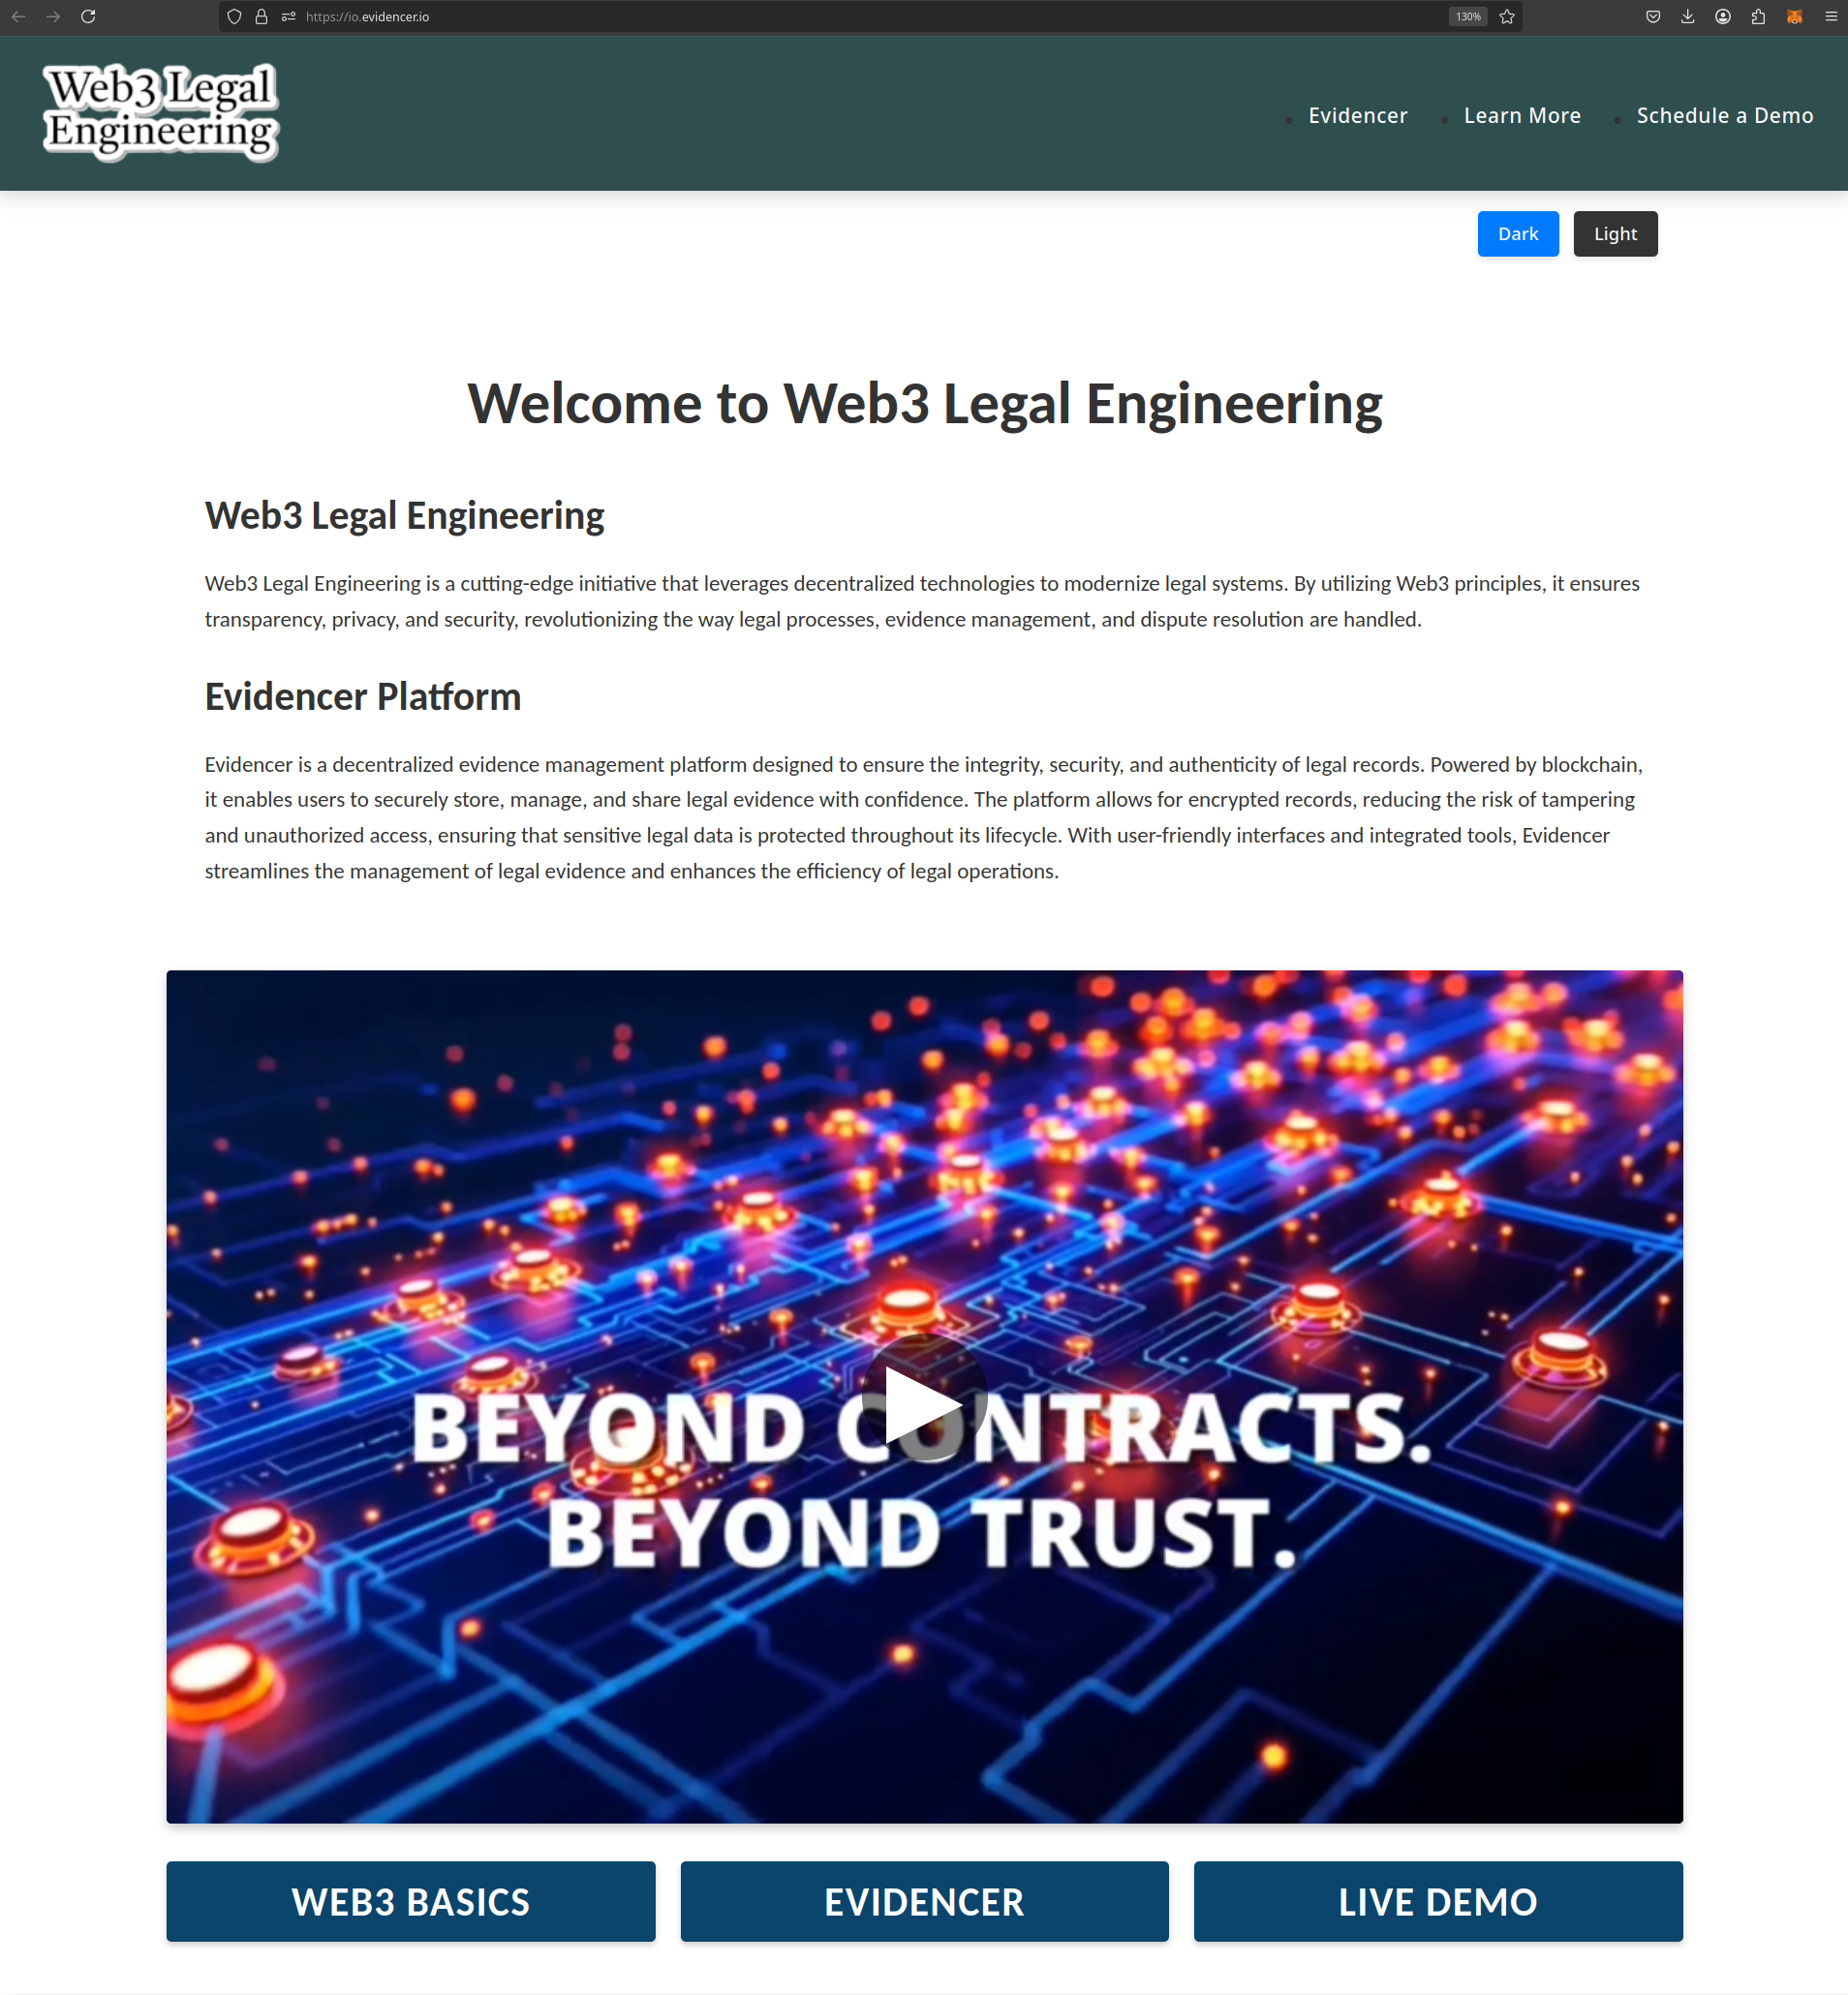 https://io.evidencer.io
130%
Web3 Legal
Engineering
Evidencer
Learn More
Schedule a Demo
Dark
Light
Welcome to Web3 Legal Engineering
Web3 Legal Engineering
Web3 Legal Engineering is a cutting-edge initiative that leverages decentralized technologies to modernize legal systems. By utilizing Web3 principles, it ensures
transparency, privacy, and security, revolutionizing the way legal processes, evidence management, and dispute resolution are handled.
Evidencer Platform
Evidencer is a decentralized evidence management platform designed to ensure the integrity, security, and authenticity of legal records. Powered by blockchain,
it enables users to securely store, manage, and share legal evidence with confidence. The platform allows for encrypted records, reducing the risk of tampering
and unauthorized access, ensuring that sensitive legal data is protected throughout its lifecycle. With user-friendly interfaces and integrated tools, Evidencer
streamlines the management of legal evidence and enhances the efficiency of legal operations.
BEYOND CONTRACTS.
BEYOND TRUST.
WEB3 BASICS
EVIDENCER
LIVE DEMO